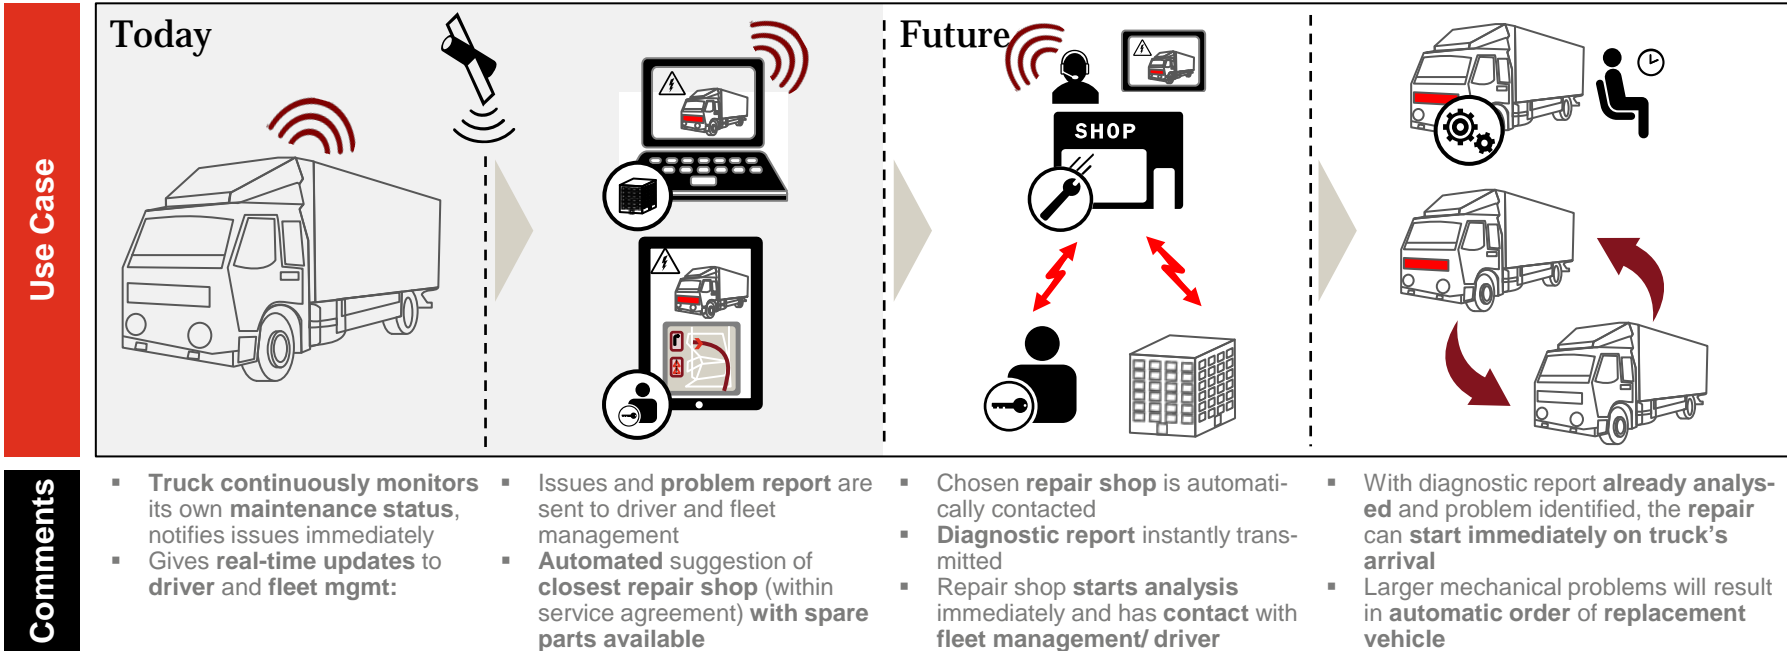 Use Case
Today
Future
SHOP
Comments
▪ Truck continuously monitors
its own maintenance status,
notifies issues immediately
▪ Gives real-time updates to
driver and fleet mgmt:
▪ Issues and problem report are
sent to driver and fleet
management
▪ Automated suggestion of
closest repair shop (within
service agreement) with spare
parts available
▪ Chosen repair shop is automati-
cally contacted
▪ Diagnostic report instantly trans-
mitted
▪ Repair shop starts analysis
immediately and has contact with
fleet management/ driver
▪ With diagnostic report already analys-
ed and problem identified, the repair
can start immediately on truck's
arrival
▪ Larger mechanical problems will result
in automatic order of replacement
vehicle